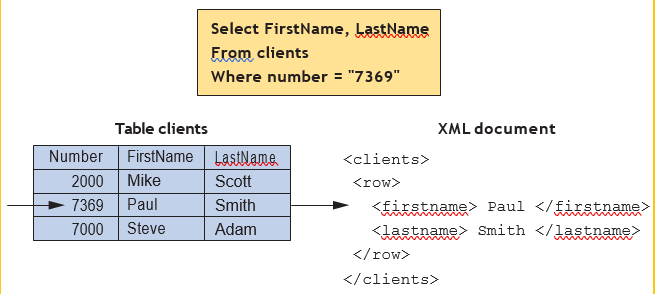 Select FirstName, LastName
From clients
Where number = "7369"
Table clients
Number FirstName LastName
2000 Mike Scott
7369 Paul Smith
7000 Steve Adam
XML document
<clients>
<row>
<firstname> Paul </firstname>
<lastname> Smith </lastname>
</row>
</clients>